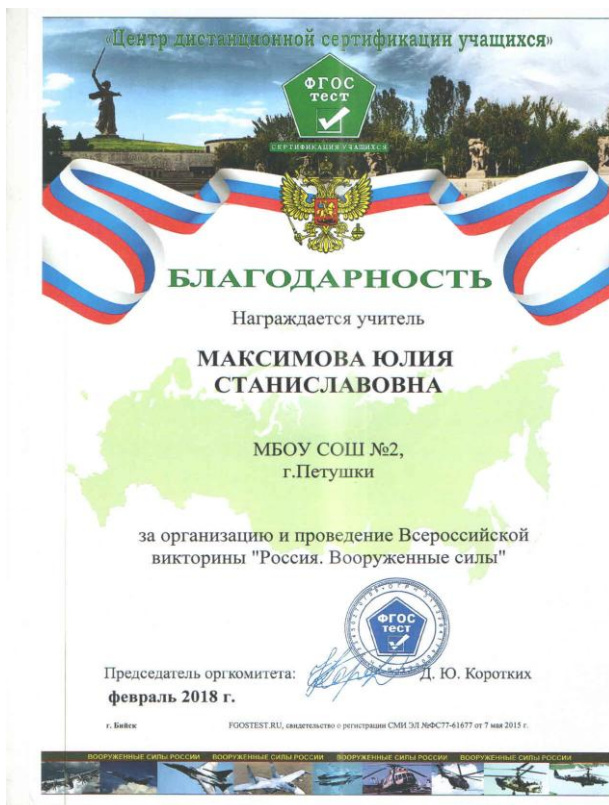 «Центр дистанционной сертификации учащихся»
ФГОС
тест
СЕРТИФИКАЦИЯ УЧАЩИХСЯ
БЛАГОДАРНОСТЬ
Награждается учитель
МАКСИМОВА ЮЛИЯ
СТАНИСЛАВОВНА
МБОУ СОШ №2,
г.Петушки
за организацию и проведение Всероссийской
викторины "Россия. Вооруженные силы"
ФГОС
тест
Председатель оргкомитета:
Д. Ю. Коротких
февраль 2018 г.
г. Бийск
FGOSTEST.RU, свидетельство о регистрации СМИ ЭЛ №ФС77-61677 от 7 мая 2015 г.
ВООРУЖЕННЫЕ СИЛЫ РОССИИ ВООРУЖЕННЫЕ СИЛЫ РОССИИ ВООРУЖЕННЫЕ СИЛЫ РОССИИ ВООРУЖЕННЫЕ СИЛЫ РОССИИ